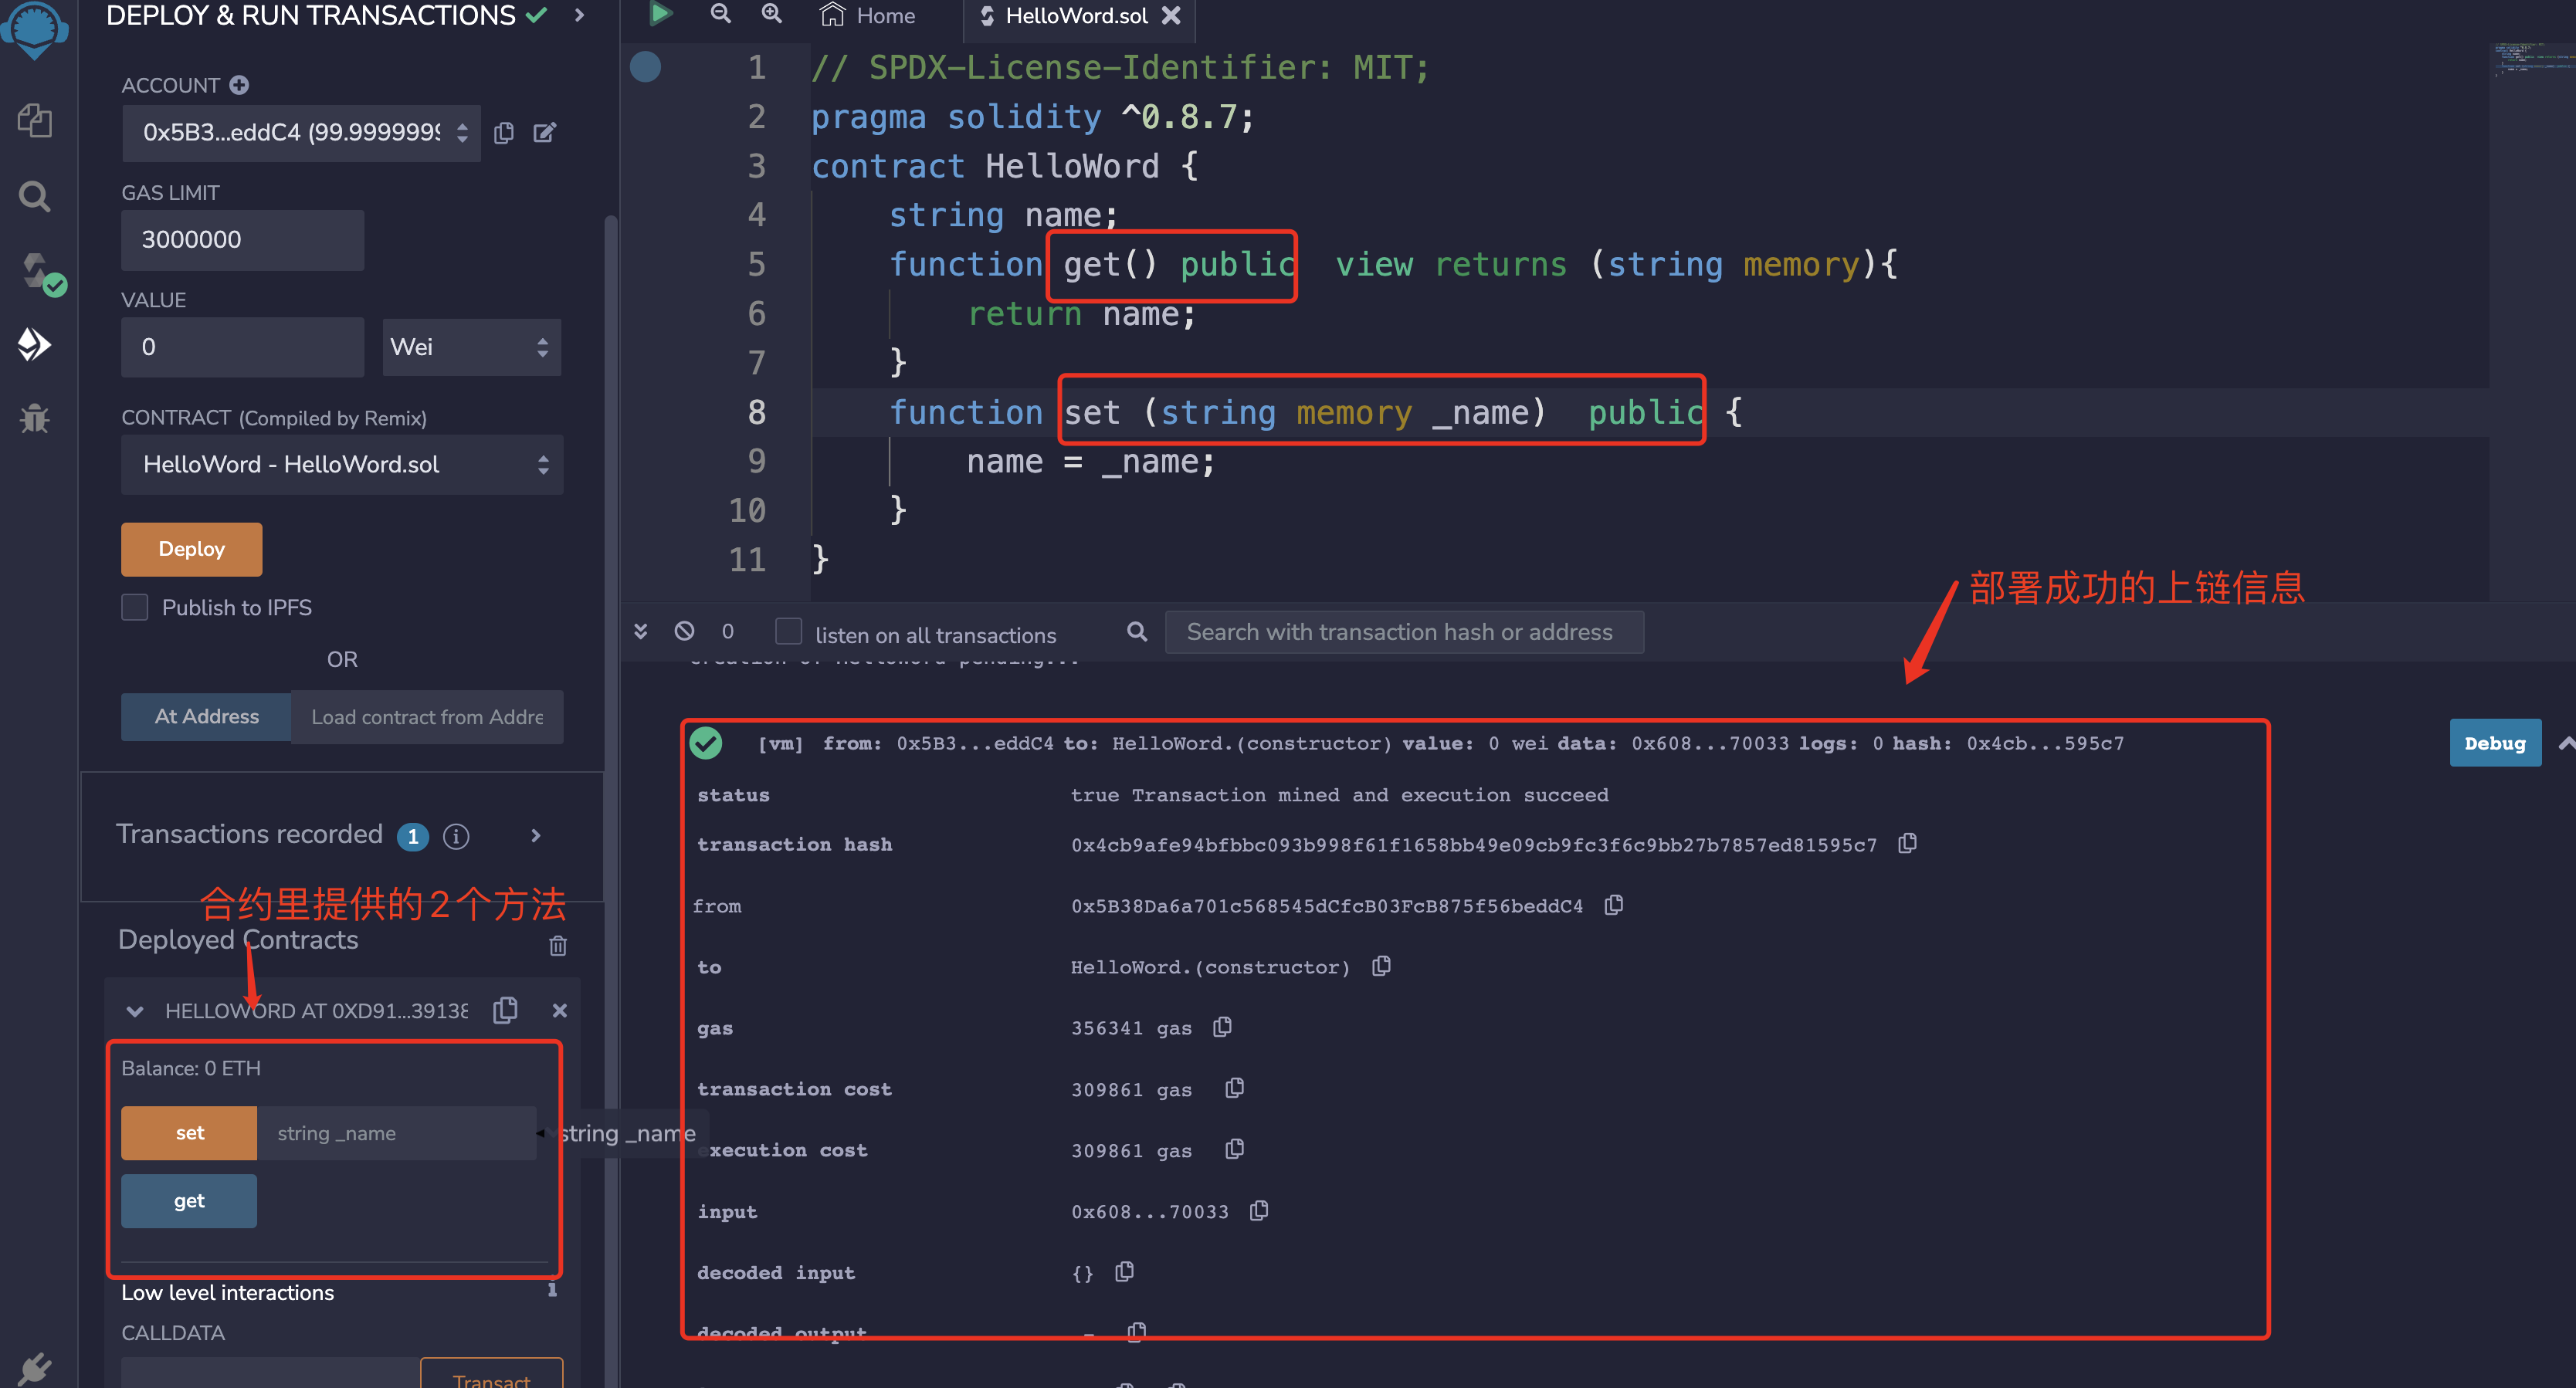 DEPLOY & RUN TRANSACTIONS
ACCOUNT
0x5B3...eddC4 (99.9999999
GAS LIMIT
3000000
VALUE
0
Wei
CONTRACT (Compiled by Remix)
HelloWord - HelloWord.sol
Deploy
Publish to IPFS
OR
At Address
Load contract from Addre
Transactions recorded 1
合约里提供的2个方法
Deployed Contracts
HELLOWORD AT 0XD91...39138
Balance: 0 ETH
set
string _name
string _name
get
Low level interactions
CALLDATA
Transact
Home
HelloWord.sol
1 // SPDX-License-Identifier: MIT;
2 pragma solidity ^0.8.7;
3 contract HelloWord {
4 string name;
5 function get() public view returns (string memory){
6 return name;
7 }
8 function set (string memory _name) public {
9 name = _name;
10 }
11 }
部署成功的上链信息
0
listen on all transactions
Search with transaction hash or address
creation of HelloWord pending...
[vm] from: 0x5B3...eddC4 to: HelloWord.(constructor) value: 0 wei data: 0x608...70033 logs: 0 hash: 0x4cb...595c7
Debug
status true Transaction mined and execution succeed
transaction hash 0x4cb9afe94bfbbc093b998f61f1658bb49e09cb9fc3f6c9bb27b7857ed81595c7
from 0x5B38Da6a701c568545dCfcB03FcB875f56beddC4
to HelloWord.(constructor)
gas 356341 gas
transaction cost 309861 gas
execution cost 309861 gas
input 0x608...70033
decoded input {}
decoded output -